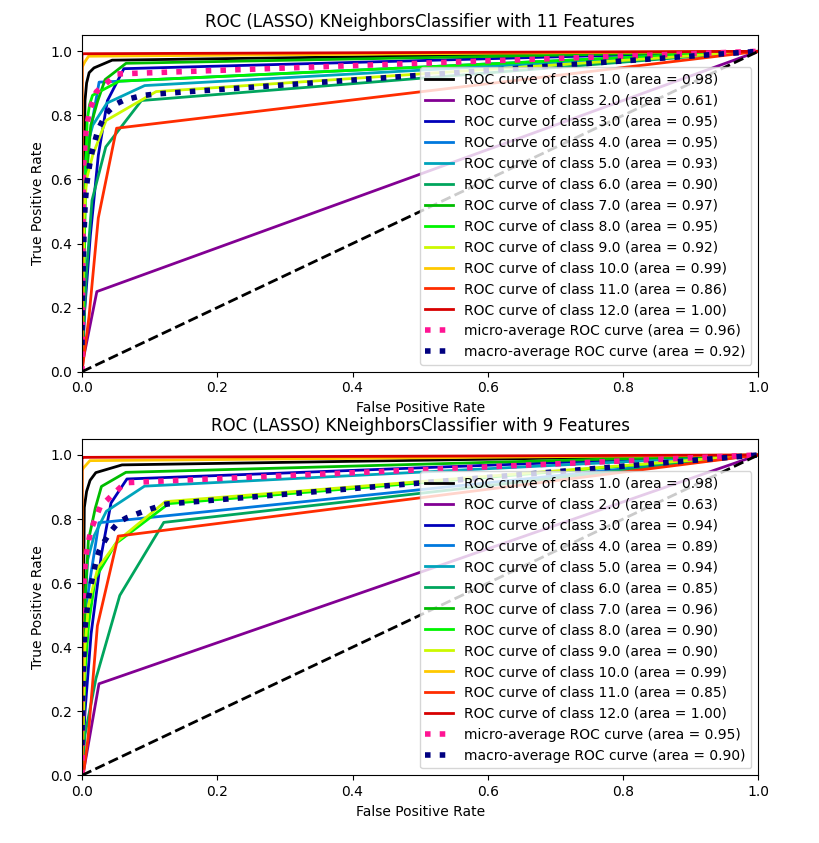 ROC (LASSO) KNeighborsClassifier with 11 Features
1.0
0.8
0.6
0.4
0.2
0.0
True Positive Rate
ROC curve of class 1.0 (area = 0.98)
ROC curve of class 2.0 (area = 0.61)
ROC curve of class 3.0 (area = 0.95)
ROC curve of class 4.0 (area = 0.95)
ROC curve of class 5.0 (area = 0.93)
ROC curve of class 6.0 (area = 0.90)
ROC curve of class 7.0 (area = 0.97)
ROC curve of class 8.0 (area = 0.95)
ROC curve of class 9.0 (area = 0.92)
ROC curve of class 10.0 (area = 0.99)
ROC curve of class 11.0 (area = 0.86)
ROC curve of class 12.0 (area = 1.00)
micro-average ROC curve (area = 0.96)
macro-average ROC curve (area = 0.92)
0.0 0.2 0.4 0.6 0.8 1.0
False Positive Rate
ROC (LASSO) KNeighborsClassifier with 9 Features
1.0
0.8
0.6
0.4
0.2
0.0
True Positive Rate
ROC curve of class 1.0 (area = 0.98)
ROC curve of class 2.0 (area = 0.63)
ROC curve of class 3.0 (area = 0.94)
ROC curve of class 4.0 (area = 0.89)
ROC curve of class 5.0 (area = 0.94)
ROC curve of class 6.0 (area = 0.85)
ROC curve of class 7.0 (area = 0.96)
ROC curve of class 8.0 (area = 0.90)
ROC curve of class 9.0 (area = 0.90)
ROC curve of class 10.0 (area = 0.99)
ROC curve of class 11.0 (area = 0.85)
ROC curve of class 12.0 (area = 1.00)
micro-average ROC curve (area = 0.95)
macro-average ROC curve (area = 0.90)
0.0 0.2 0.4 0.6 0.8 1.0
False Positive Rate